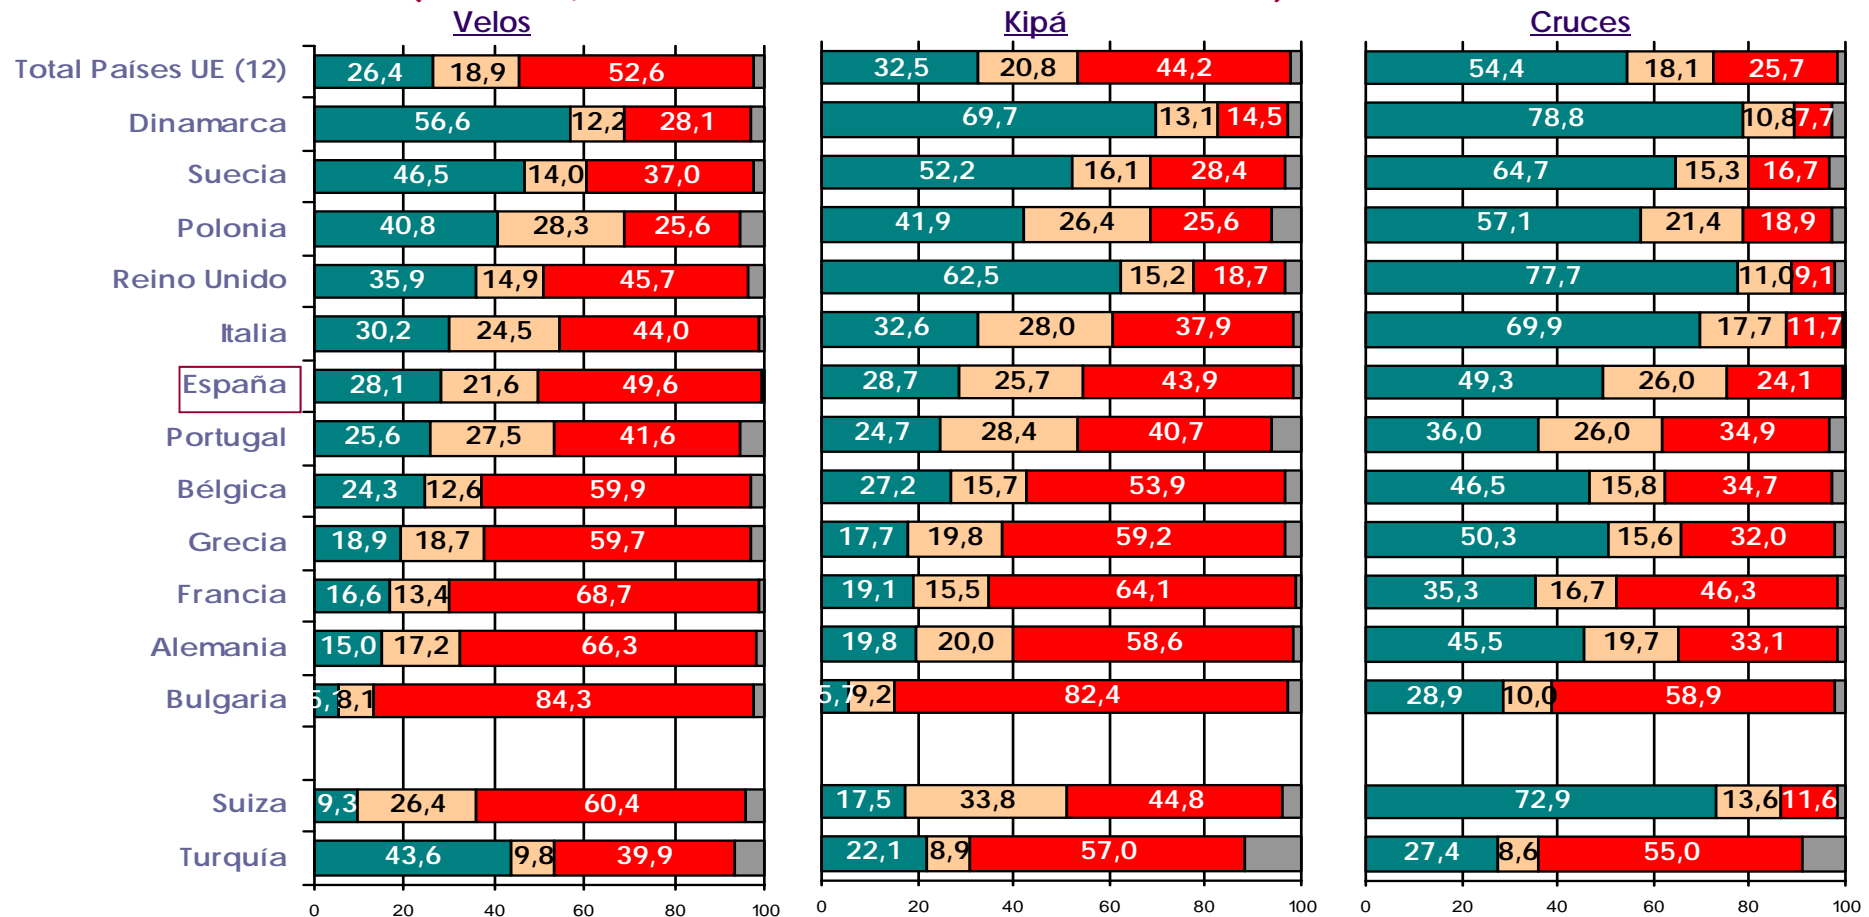 Velos Kipá Cruces
Total Países UE (12) 26,4 18,9 52,6 32,5 20,8 44,2 54,4 18,1 25,7
Dinamarca 56,6 12,2 28,1 69,7 13,1 14,5 78,8 10,8 7,7
Suecia 46,5 14,0 37,0 52,2 16,1 28,4 64,7 15,3 16,7
Polonia 40,8 28,3 25,6 41,9 26,4 25,6 57,1 21,4 18,9
Reino Unido 35,9 14,9 45,7 62,5 15,2 18,7 77,7 11,0 9,1
Italia 30,2 24,5 44,0 32,6 28,0 37,9 69,9 17,7 11,7
España 28,1 21,6 49,6 28,7 25,7 43,9 49,3 26,0 24,1
Portugal 25,6 27,5 41,6 24,7 28,4 40,7 36,0 26,0 34,9
Bélgica 24,3 12,6 59,9 27,2 15,7 53,9 46,5 15,8 34,7
Grecia 18,9 18,7 59,7 17,7 19,8 59,2 50,3 15,6 32,0
Francia 16,6 13,4 68,7 19,1 15,5 64,1 35,3 16,7 46,3
Alemania 15,0 17,2 66,3 19,8 20,0 58,6 45,5 19,7 33,1
Bulgaria 5,1 8,1 84,3 5,7 9,2 82,4 28,9 10,0 58,9
Suiza 9,3 26,4 60,4 17,5 33,8 44,8 72,9 13,6 11,6
Turquía 43,6 9,8 39,9 22,1 8,9 57,0 27,4 8,6 55,0
0 20 40 60 80 100 0 20 40 60 80 100 0 20 40 60 80 100